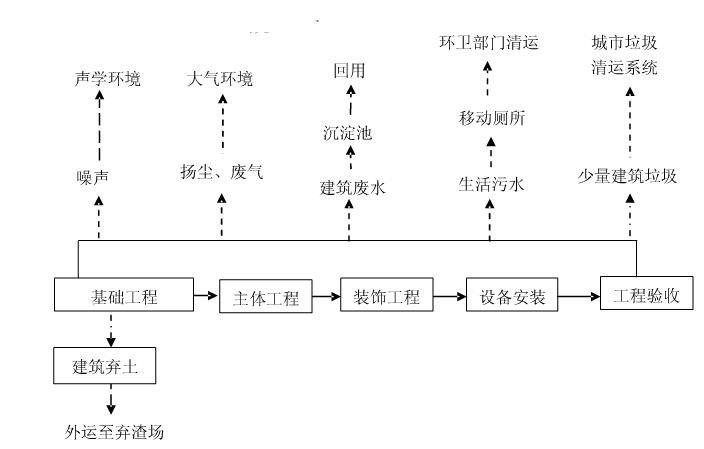 环卫部门清运
城市垃圾
清运系统
声学环境
大气环境
回用
移动厕所
沉淀池
噪声
扬尘、废气
建筑废水
生活污水
少量建筑垃圾
基础工程
主体工程
装饰工程
设备安装
工程验收
建筑弃土
外运至弃渣场